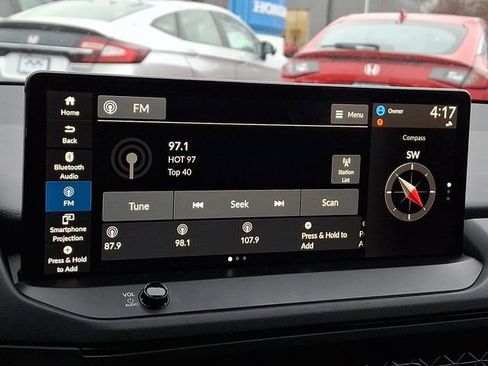 HONDA
Home
Back
Bluetooth
Audio
FM
Smartphone
Projection
Press & Hold
to Add
FM
Menu
97.1
HOT 97
Top 40
Station
List
Tune
Seek
Scan
87.9
98.1
107.9
Press & Hold to
Add
Owner
4:17
Compass
SW
VOL
AUDIO